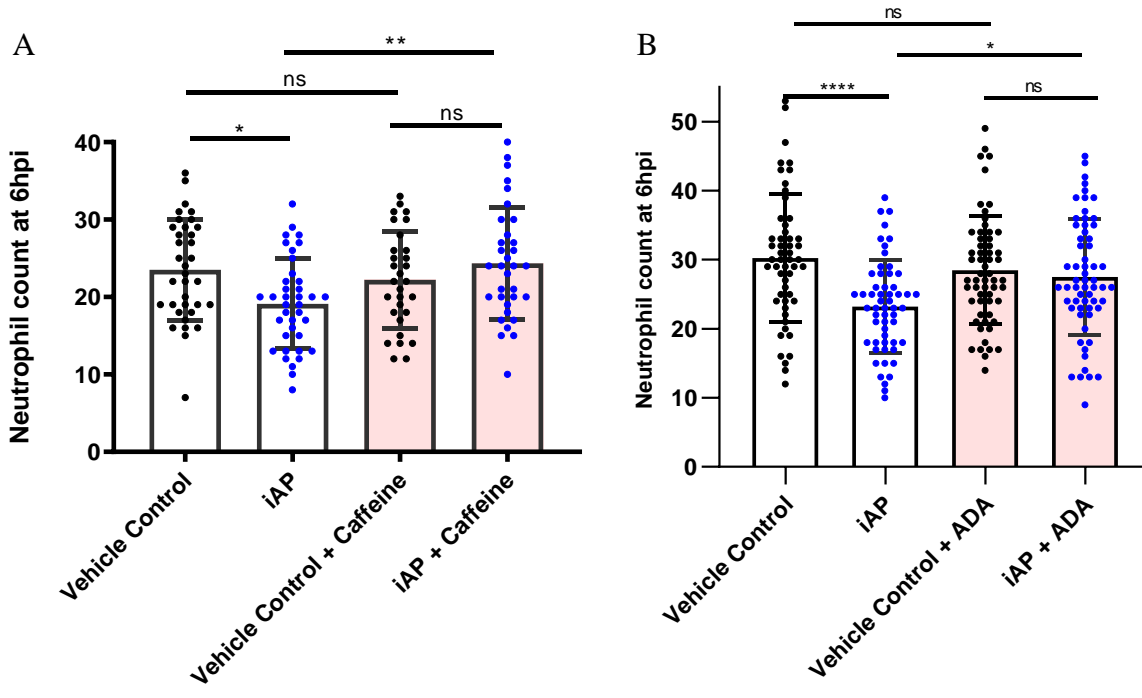 A
**
ns
*
ns
Neutrophil count at 6hpi
40
30
20
10
0
Vehicle Control
iAP
Vehicle Control + Caffeine
iAP + Caffeine
B
ns
*
****
ns
Neutrophil count at 6hpi
50
40
30
20
10
0
Vehicle Control
iAP
Vehicle Control + ADA
iAP + ADA